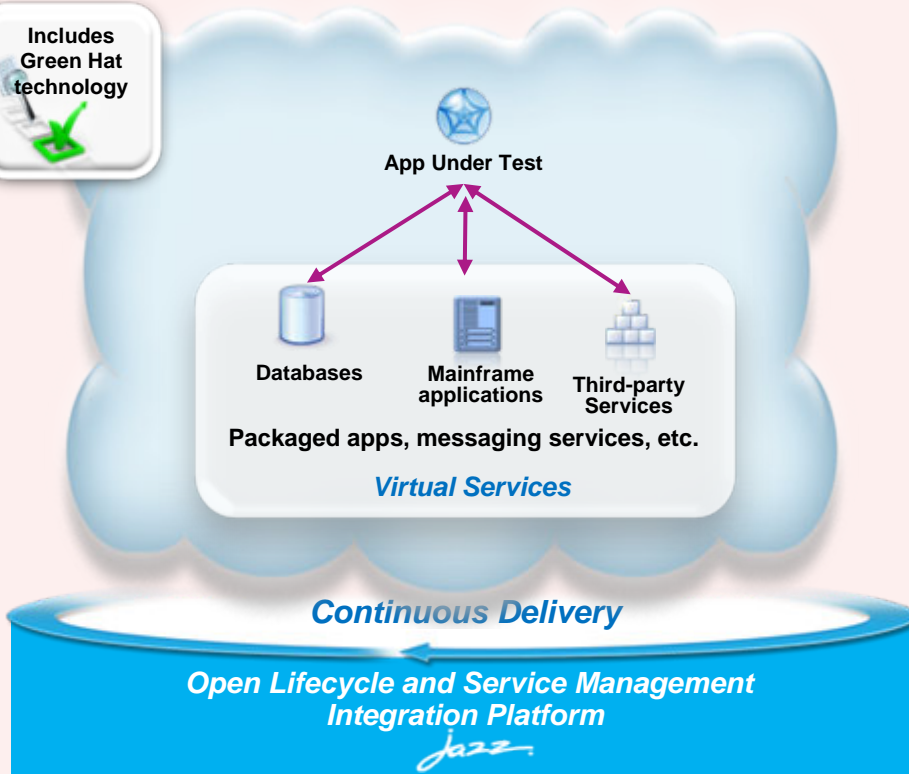 Includes
Green Hat
technology
App Under Test
Databases
Mainframe
applications
Third-party
Services
Packaged apps, messaging services, etc.
Virtual Services
Continuous Delivery
Open Lifecycle and Service Management
Integration Platform
jazz